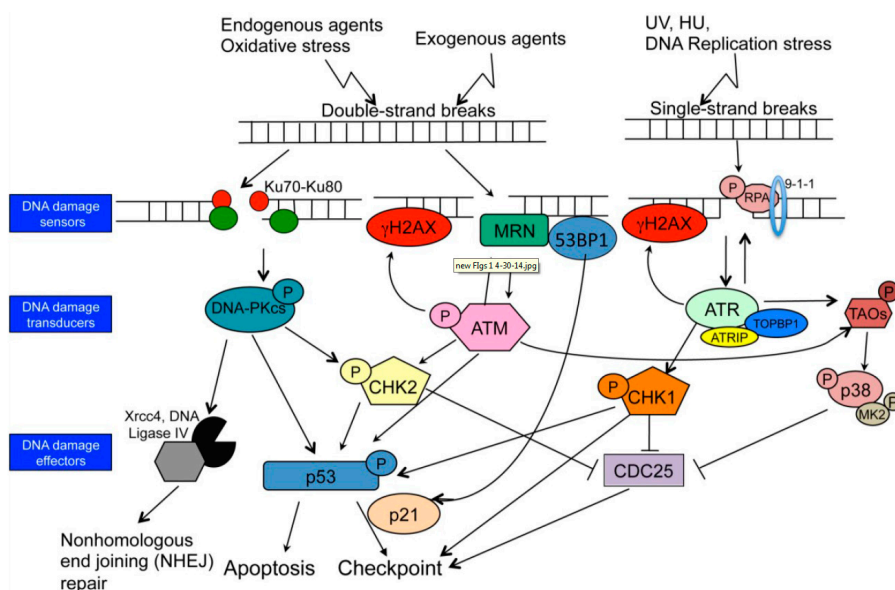 Endogenous agents
Oxidative stress
Exogenous agents
UV, HU,
DNA Replication stress
Double-strand breaks
Single-strand breaks
DNA damage
sensors
Ku70-Ku80
γH2AX
MRN
53BP1
γH2AX
P
RPA
9-1-1
new FIgs 1 4-30-14.jpg
DNA damage
transducers
DNA-PKcs
P
P
ATM
ATR
TOPBP1
ATRIP
P
TAOs
P
CHK2
P
CHK1
P
p38
MK2
P
Xrcc4, DNA
Ligase IV
DNA damage
effectors
p53
P
p21
CDC25
Nonhomologous
end joining (NHEJ)
repair
Apoptosis
Checkpoint